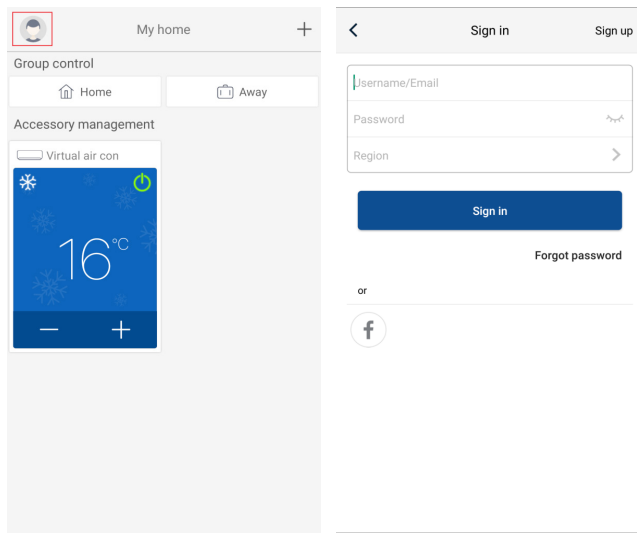 My home
Group control
Home
Away
Accessory management
Virtual air con
16°C
Sign in
Sign up
Username/Email
Password
Region
Sign in
Forgot password
or
f